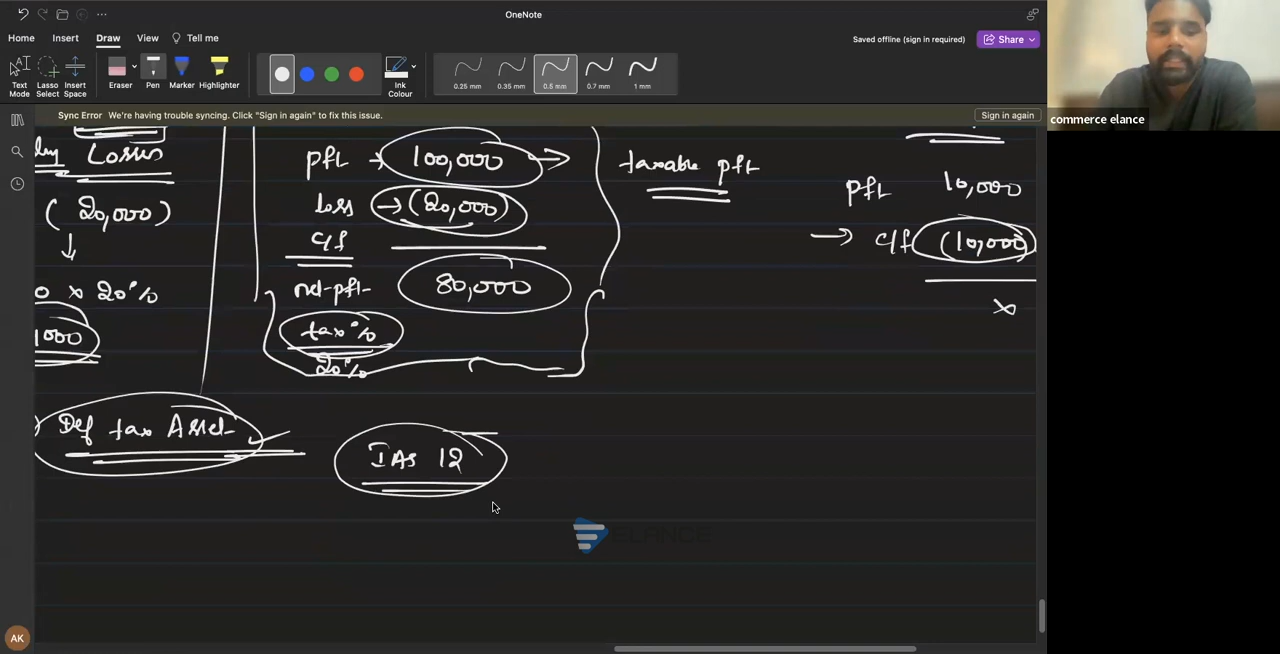 OneNote
Home Insert Draw View Tell me
Saved offline (sign in required)
Share
Text Mode
Lasso Select
Insert Space
Eraser
Pen
Marker
Highlighter
Ink Colour
0.25 mm
0.35 mm
0.5 mm
0.7 mm
1 mm
commerce elance
Sync Error We're having trouble syncing. Click "Sign in again" to fix this issue.
Sign in again
Losses
(20,000)
0 x 20%
1000
Def tax Asset
pft → 100,000 →
loss → (20,000)
c/f
net pft 80,000
tax %
20%
IAS 12
taxable pft
pft 10,000
→ c/f (10,000)
x
ELANCE
AK